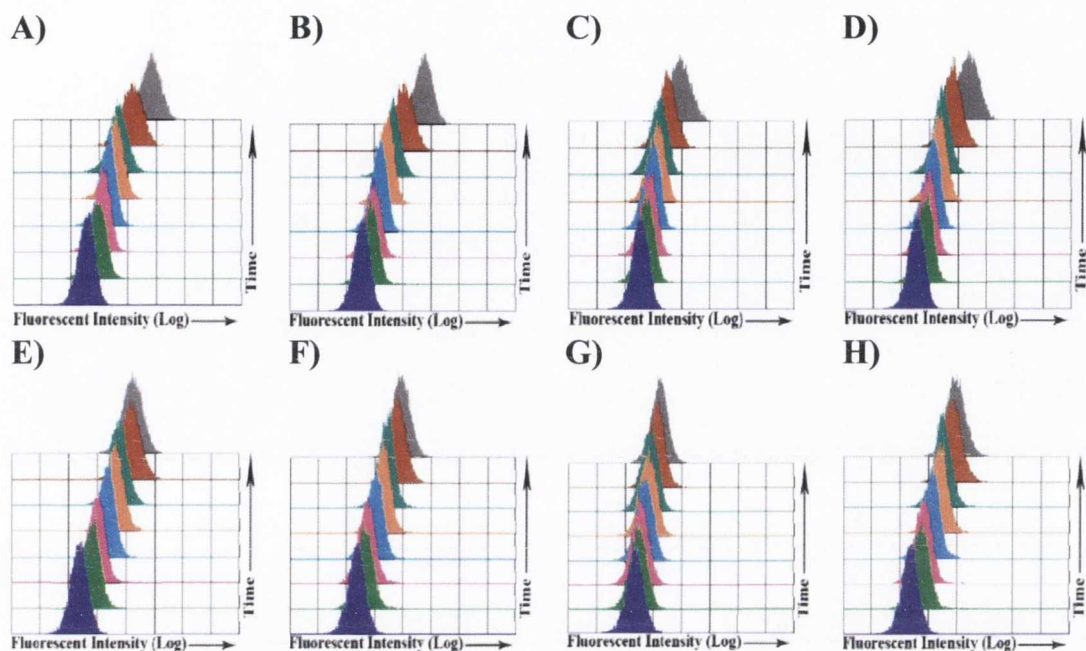 A) B) C) D)
Time Time Time Time
Fluorescent Intensity (Log) Fluorescent Intensity (Log) Fluorescent Intensity (Log) Fluorescent Intensity (Log)
E) F) G) H)
Time Time Time Time
Fluorescent Intensity (Log) Fluorescent Intensity (Log) Fluorescent Intensity (Log) Fluorescent Intensity (Log)